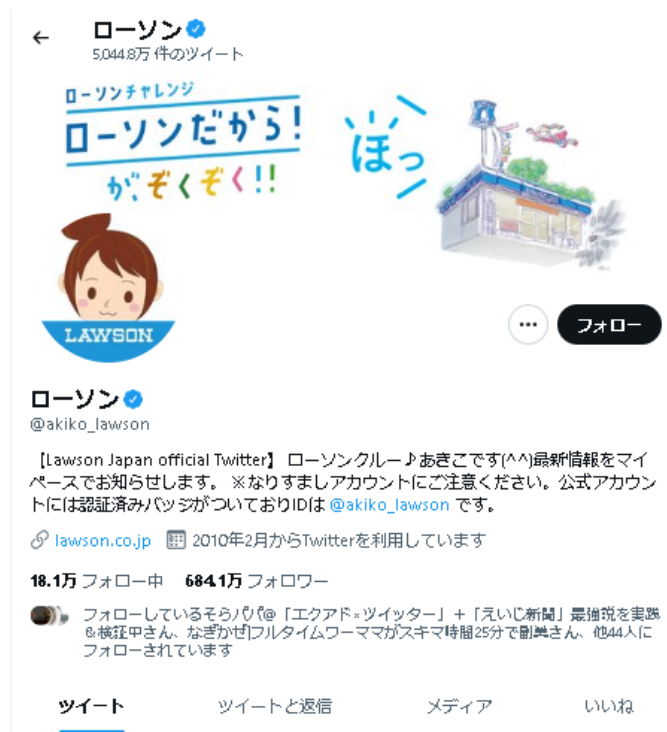 ローソン
5,044.8万 件のツイート
ローソンチャレンジ
ローソンだから!
が、ぞくぞく!!
ほっ
LAWSON
フォロー
ローソン
@akiko_lawson
【Lawson Japan official Twitter】 ローソンクルー♪あきこです(^^)最新情報をマイ
ペースでお知らせします。 ※なりすましアカウントにご注意ください。公式アカウン
トには認証済みバッジがついておりIDは @akiko_lawson です。
lawson.co.jp 2010年2月からTwitterを利用しています
18.1万 フォロー中 684.1万 フォロワー
フォローしているそらパパ@「エクアド×ツイッター」+「えいじ新聞」最強説を実践
&検証中さん、なぎかぜ|フルタイムワーママがスキマ時間25分で副業さん、他44人に
フォローされています
ツイート ツイートと返信 メディア いいね